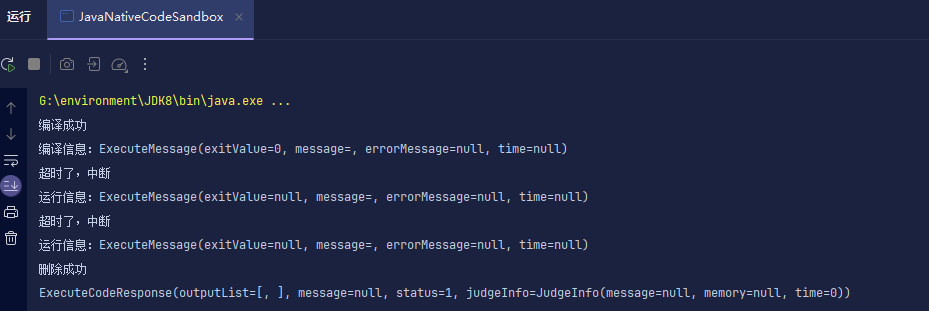 运行
JavaNativeCodeSandbox
G:\environment\JDK8\bin\java.exe ...
编译成功
编译信息：ExecuteMessage(exitValue=0, message=, errorMessage=null, time=null)
超时了，中断
运行信息：ExecuteMessage(exitValue=null, message=, errorMessage=null, time=null)
超时了，中断
运行信息：ExecuteMessage(exitValue=null, message=, errorMessage=null, time=null)
删除成功
ExecuteCodeResponse(outputList=[, ], message=null, status=1, judgeInfo=JudgeInfo(message=null, memory=null, time=0))